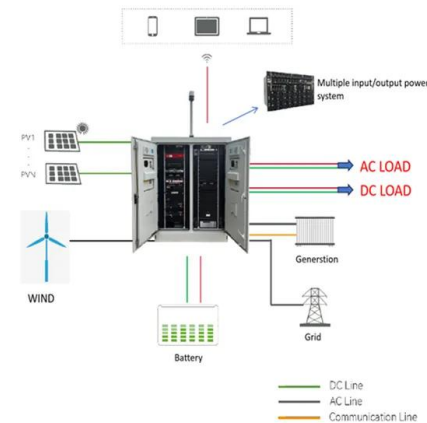 Multiple input/output power
system
PV1
PVN
AC LOAD
DC LOAD
WIND
Generstion
Grid
Battery
DC Line
AC Line
Communication Line